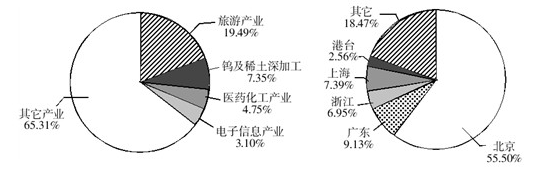 旅游产业
19.49%
钨及稀土深加工
7.35%
医药化工产业
4.75%
电子信息产业
3.10%
其它产业
65.31%
其它
18.47%
港台
2.56%
上海
7.39%
浙江
6.95%
广东
9.13%
北京
55.50%